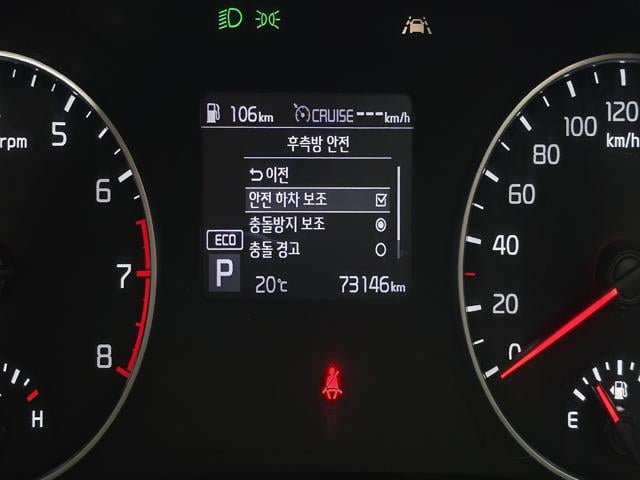 106km CRUISE ---km/h
후측방 안전
이전
안전 하차 보조
충돌방지 보조
충돌 경고
ECO
P
20℃ 73146km
rpm
5
6
7
8
H
120
100
80
60
40
20
0
km/h
E